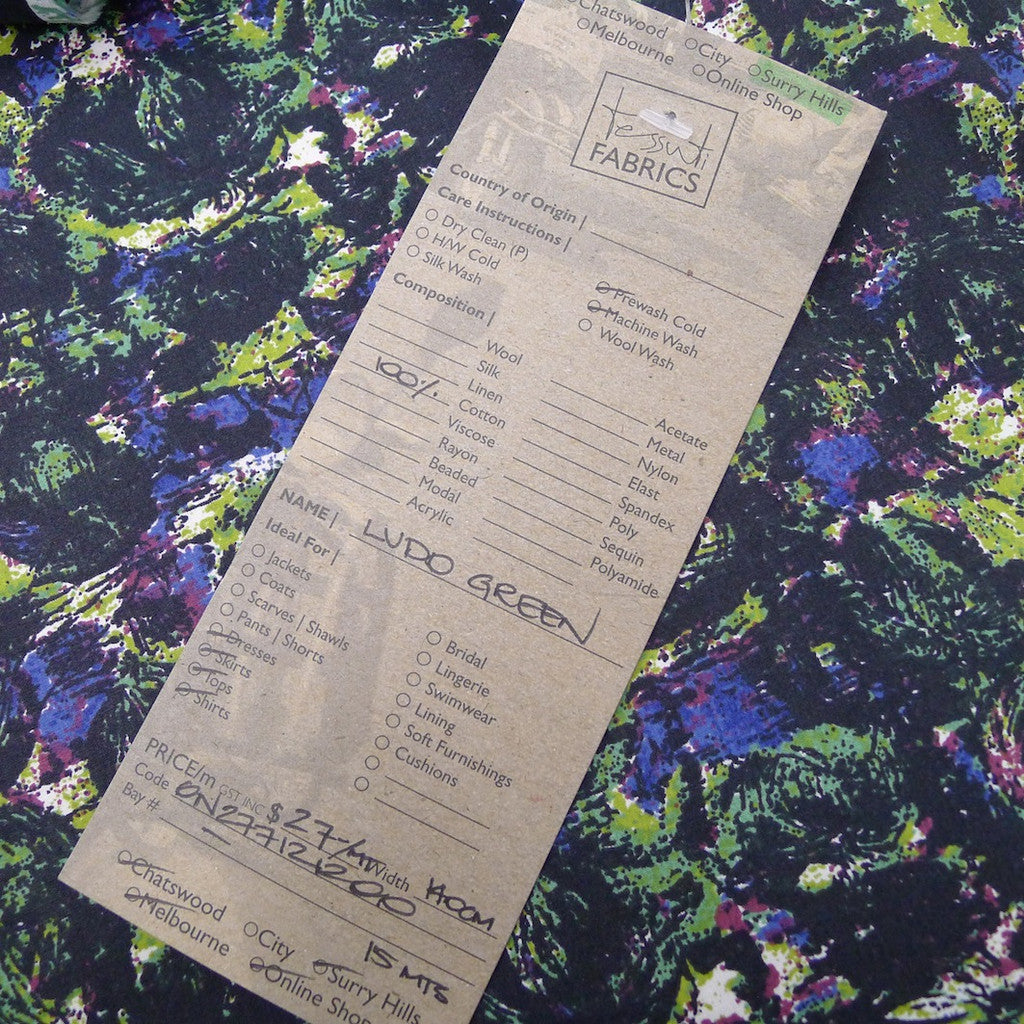 Chatswood
City
Surry Hills
Melbourne
Online Shop
tessuti
FABRICS
Country of Origin |
Care Instructions |
Dry Clean (P)
H/W Cold
Silk Wash
Prewash Cold
Machine Wash
Wool Wash
Composition |
Wool
Silk
Linen
100% Cotton
Viscose
Rayon
Beaded
Modal
Acrylic
Acetate
Metal
Nylon
Elast
Spandex
Poly
Sequin
Polyamide
NAME | LUDO GREEN
Ideal For |
Jackets
Coats
Scarves | Shawls
Pants | Shorts
Dresses
Skirts
Tops
Shirts
Bridal
Lingerie
Swimwear
Lining
Soft Furnishings
Cushions
PRICE/m GST INC $27-/M Width 140CM
Code ON27712
Bay #
15 MTS
Chatswood
City
Surry Hills
Melbourne
Online Shop